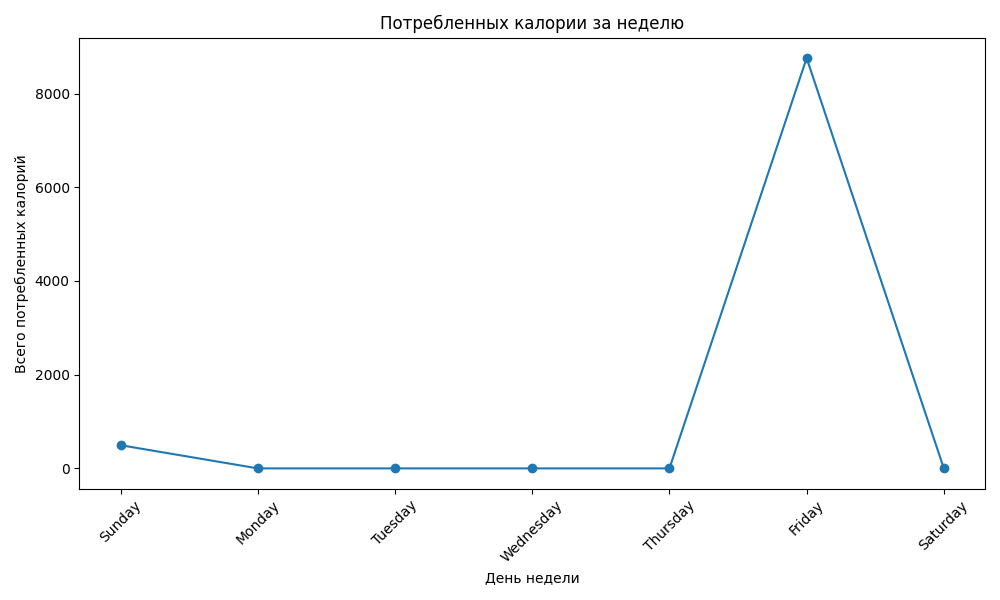 Потребленных калории за неделю
Всего потребленных калорий
8000
6000
4000
2000
0
Sunday
Monday
Tuesday
Wednesday
Thursday
Friday
Saturday
День недели